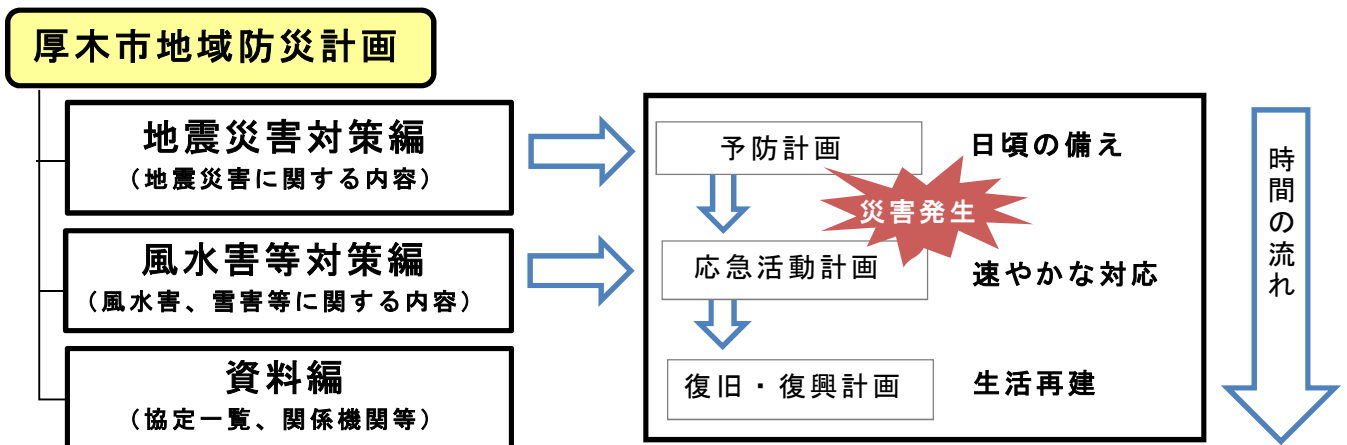 厚木市地域防災計画
地震災害対策編
（地震災害に関する内容）
風水害等対策編
（風水害、雪害等に関する内容）
資料編
（協定一覧、関係機関等）
予防計画
日頃の備え
災害発生
応急活動計画
速やかな対応
復旧・復興計画
生活再建
時間の流れ